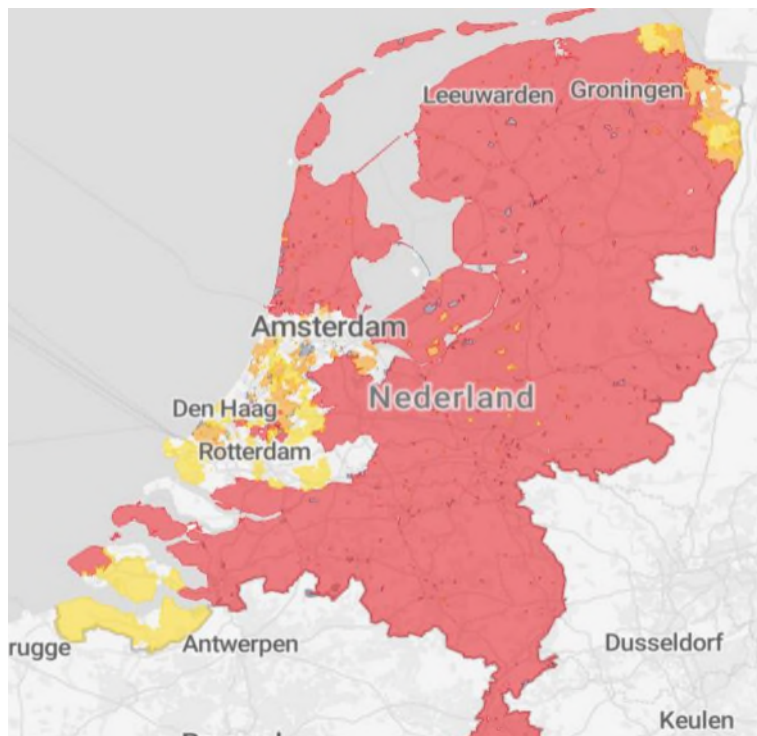 Leeuwarden
Groningen
Amsterdam
Nederland
Den Haag
Rotterdam
rugge
Antwerpen
Dusseldorf
Keulen